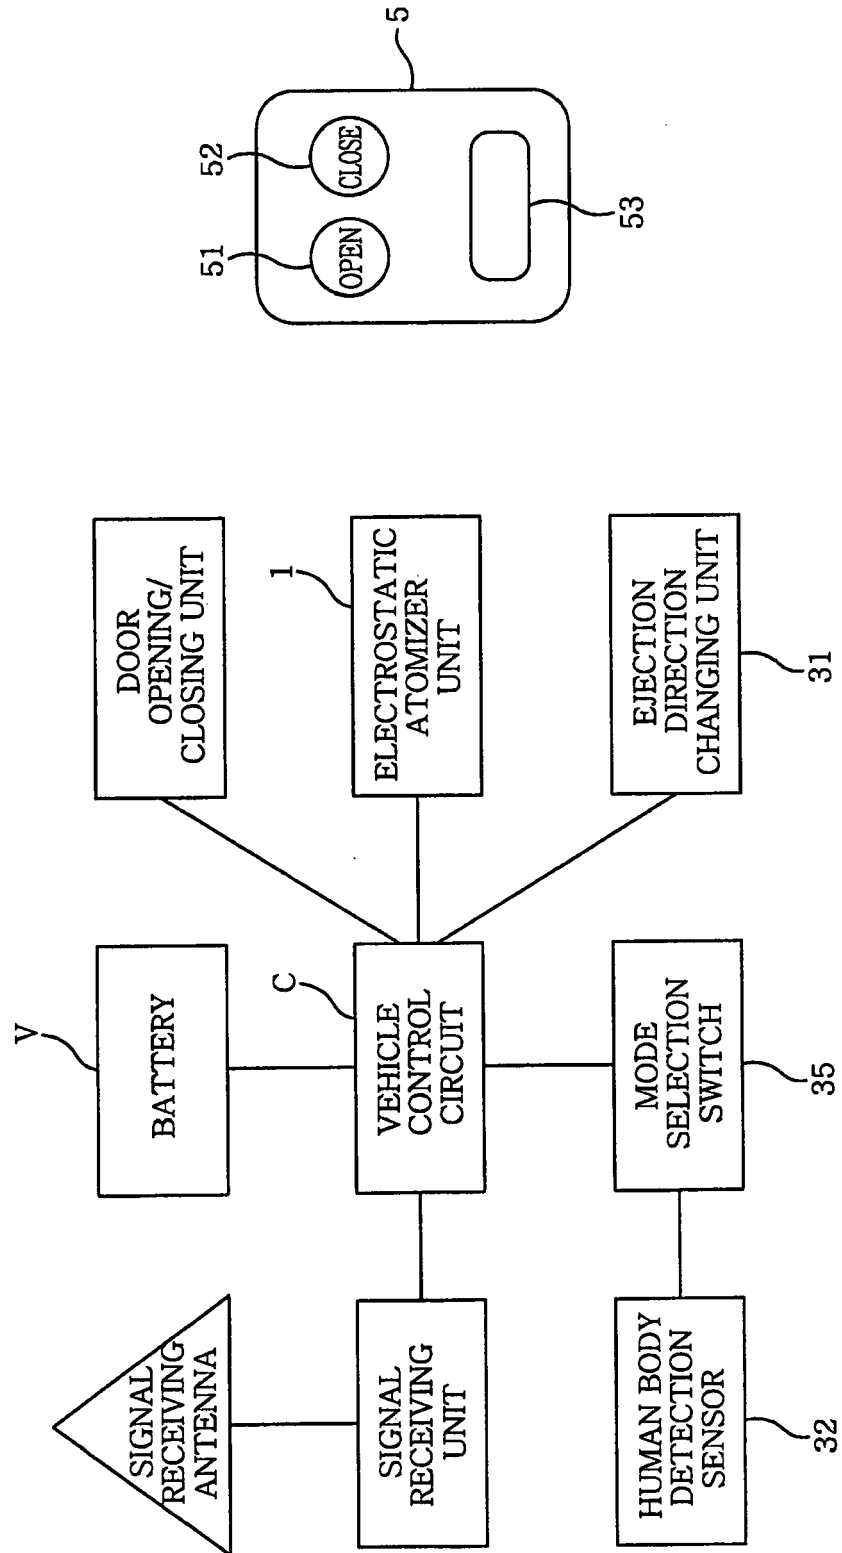 SIGNAL
RECEIVING
ANTENNA
V
BATTERY
DOOR
OPENING/
CLOSING UNIT
SIGNAL
RECEIVING
UNIT
C
VEHICLE
CONTROL
CIRCUIT
1
ELECTROSTATIC
ATOMIZER
UNIT
HUMAN BODY
DETECTION
SENSOR
32
MODE
SELECTION
SWITCH
35
EJECTION
DIRECTION
CHANGING UNIT
31
51
52
5
OPEN
CLOSE
53